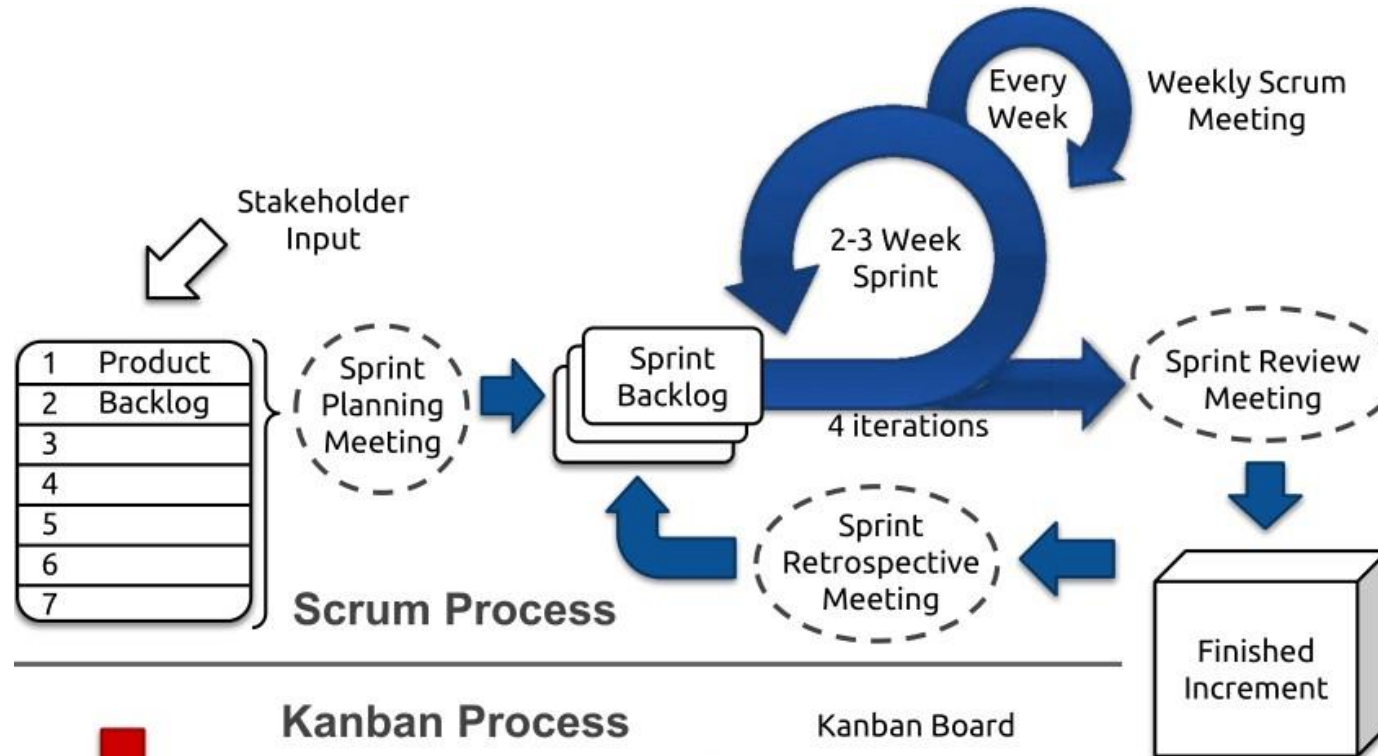 Every
Week
Weekly Scrum
Meeting
Stakeholder
Input
2-3 Week
Sprint
1 Product
2 Backlog
3
4
5
6
7
Sprint
Planning
Meeting
Sprint
Backlog
4 iterations
Sprint Review
Meeting
Sprint
Retrospective
Meeting
Scrum Process
Finished
Increment
Kanban Process
Kanban Board